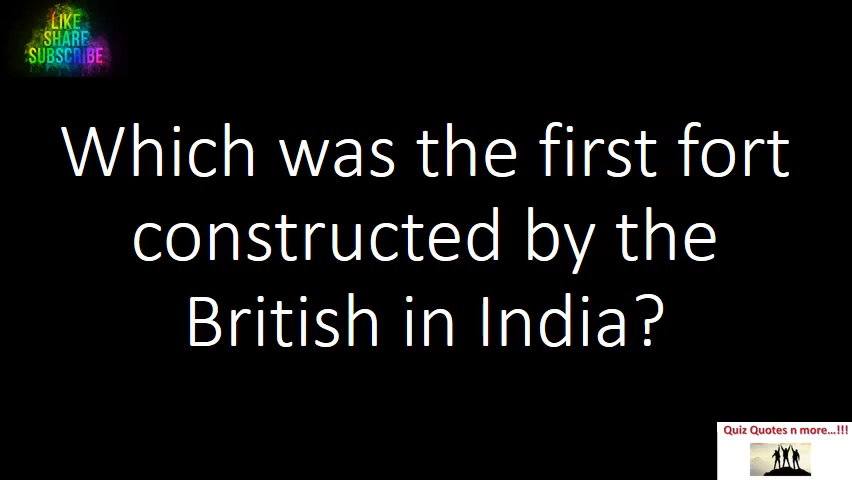 LIKE
SHARE
SUBSCRIBE
Which was the first fort
constructed by the
British in India?
Quiz Quotes n more...!!!